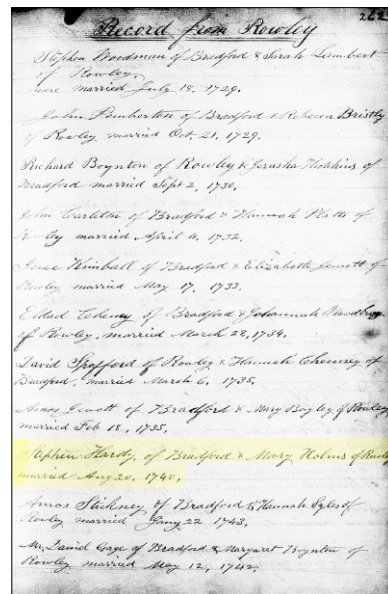 262
Record from Rowley
Stephen Woodman of Bradford & Sarah Lambert
of Rowley,
were married July 18, 1729.
John Pemberton of Bradford & Rebecca Bristly
of Rowley married Oct. 21, 1729.
Richard Boynton of Rowley & Jerusha Hutchins of
Bradford married Sept 2, 1730.
John Carleton of Bradford & Hannah Platts of
Rowley married April 4, 1732.
Isaac Kimball of Bradford & Elizabeth Jewett of
Rowley married May 17, 1733.
Eldad Cheney of Bradford & Johannah Woodbury
of Rowley, married March 28, 1734.
David Spofford of Rowley & Hannah Chenney of
Bradford, married March 6, 1735.
Amos Jewett of Bradford & Mary Bayley of Rowley
married Feb 18, 1735.
Stephen Hardy of Bradford & Mary Holms of Rowley
married Aug 20, 1740.
Amos Stickney of Bradford & Hannah of
Rowley married Jany 22 1743.
Mr. Daniel Gage of Bradford & Margaret Boynton of
Rowley married May 12, 1742.